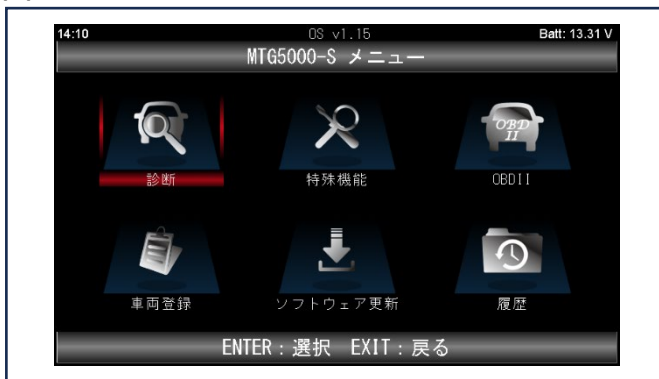 14:10 OS v1.15 Batt: 13.31 V
MTG5000-S メニュー
OBD
II
診断 特殊機能 OBDII
車両登録 ソフトウェア更新 履歴
ENTER：選択 EXIT：戻る